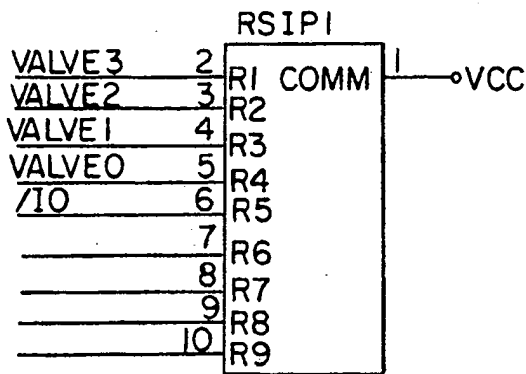 RSIP1
VALVE3 2 R1 COMM 1 VCC
VALVE2 3 R2
VALVE1 4 R3
VALVE0 5 R4
/IO 6 R5
7 R6
8 R7
9 R8
10 R9